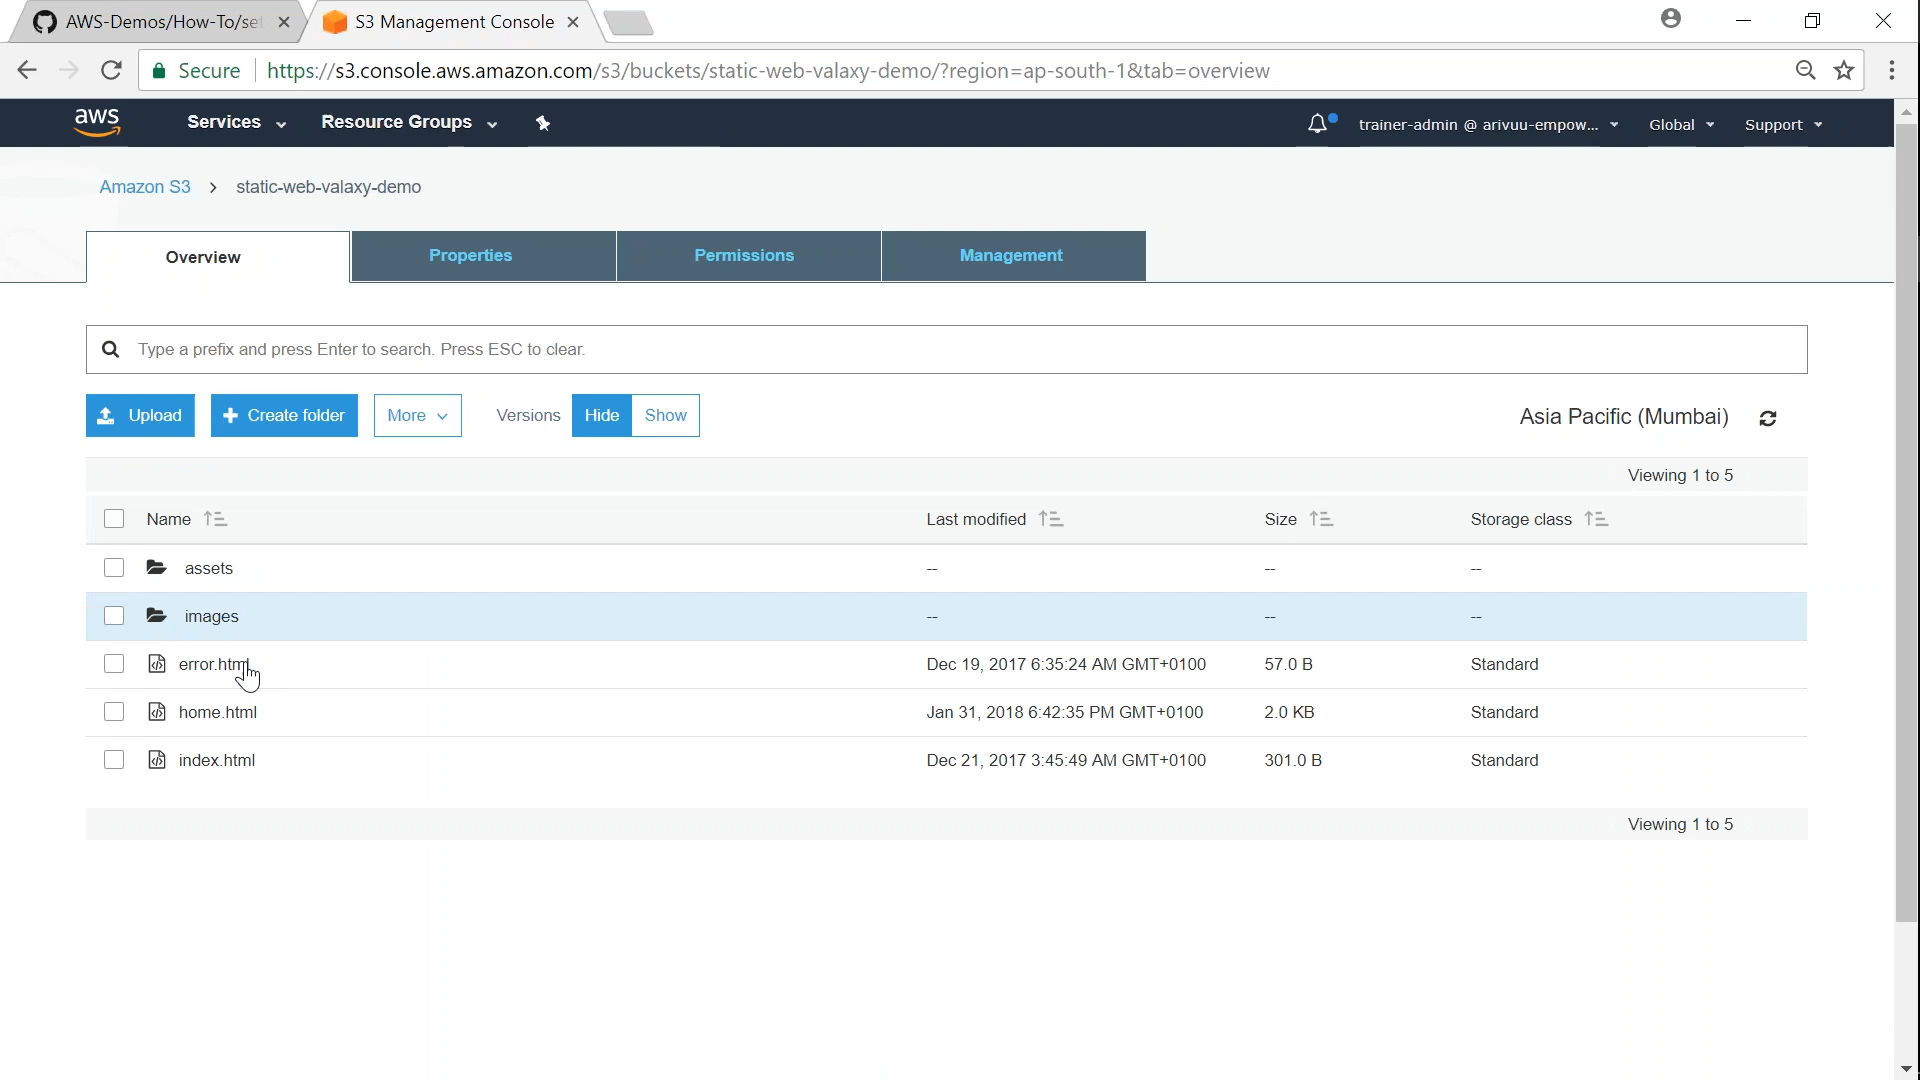 AWS-Demos/How-To/set
S3 Management Console
Secure https://s3.console.aws.amazon.com/s3/buckets/static-web-valaxy-demo/?region=ap-south-1&tab=overview
aws Services Resource Groups trainer-admin @ arivuu-empow... Global Support
Amazon S3 > static-web-valaxy-demo
Overview Properties Permissions Management
Type a prefix and press Enter to search. Press ESC to clear.
Upload + Create folder More Versions Hide Show Asia Pacific (Mumbai)
Viewing 1 to 5
Name Last modified Size Storage class
assets -- -- --
images -- -- --
error.html Dec 19, 2017 6:35:24 AM GMT+0100 57.0 B Standard
home.html Jan 31, 2018 6:42:35 PM GMT+0100 2.0 KB Standard
index.html Dec 21, 2017 3:45:49 AM GMT+0100 301.0 B Standard
Viewing 1 to 5